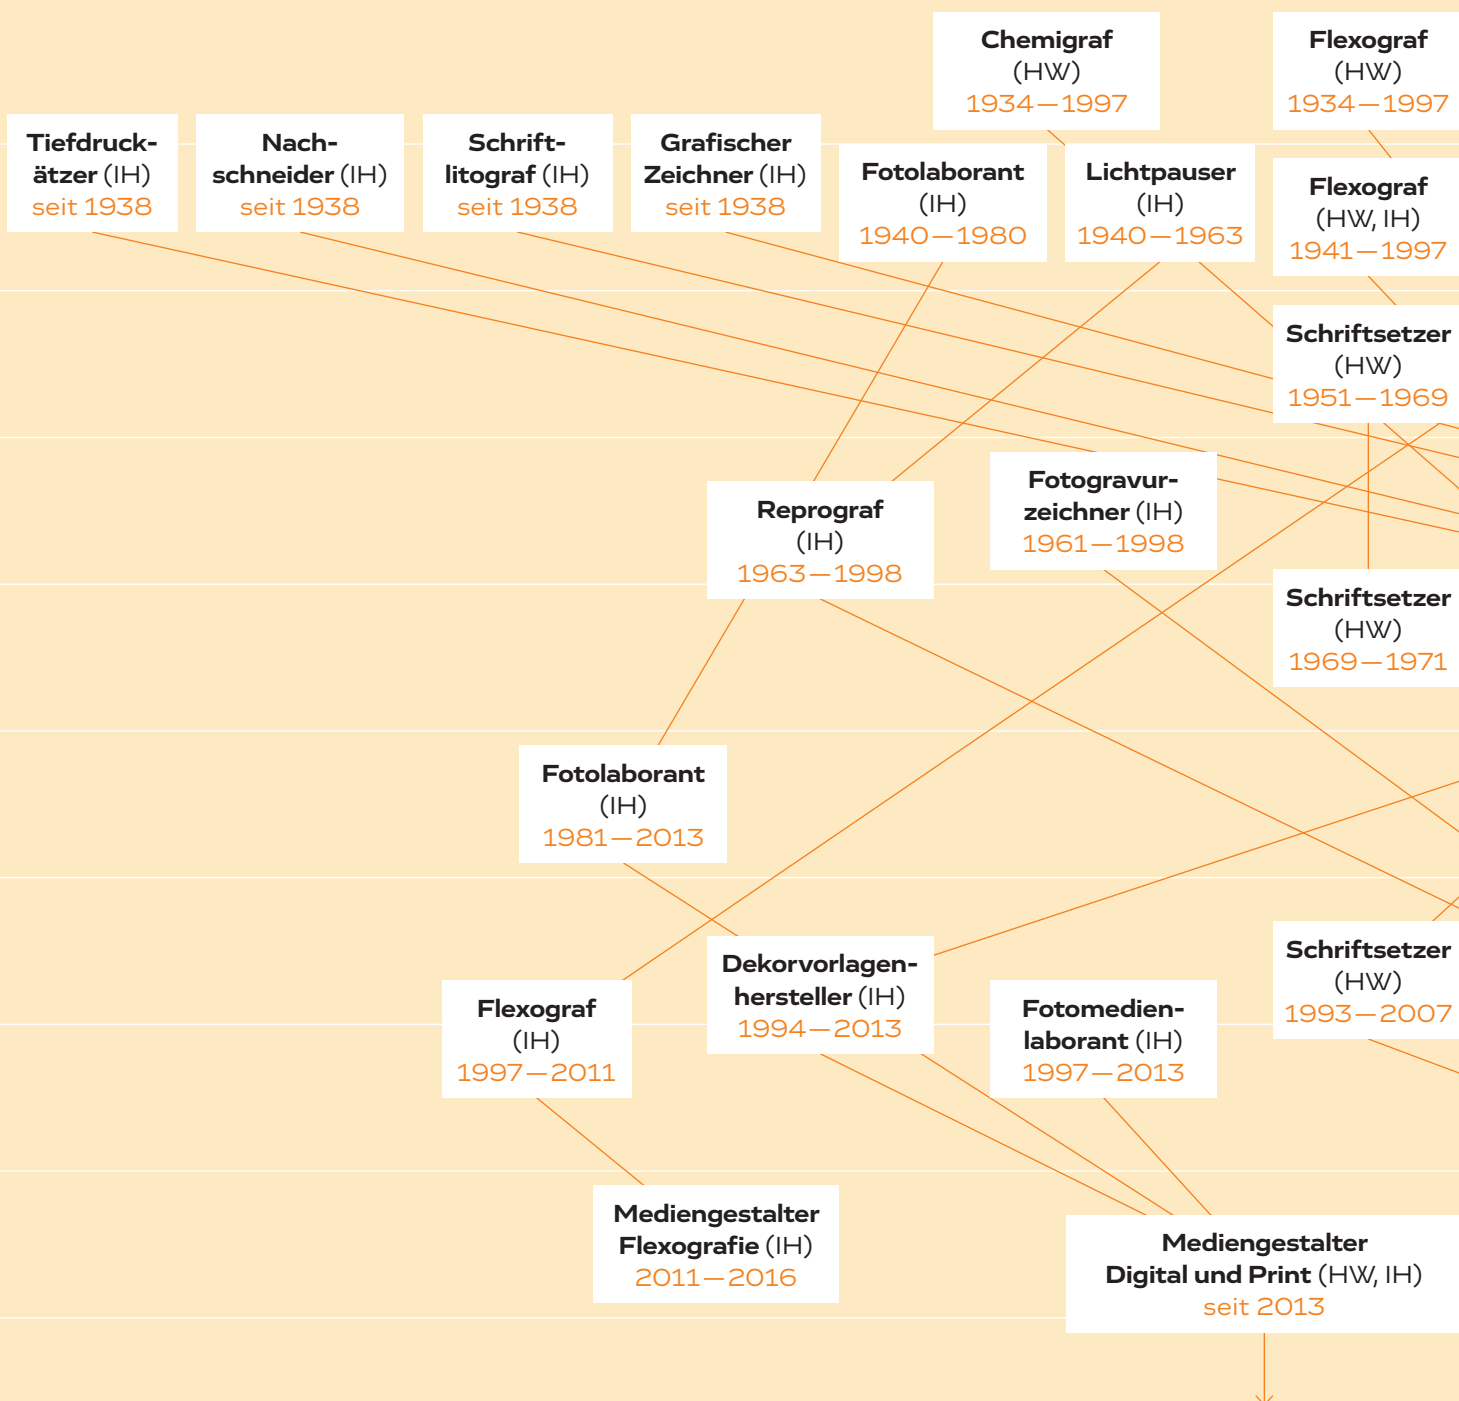 Chemigraf
(HW)
1934—1997
Flexograf
(HW)
1934—1997
Tiefdruck-
ätzer (IH)
seit 1938
Nach-
schneider (IH)
seit 1938
Schrift-
litograf (IH)
seit 1938
Grafischer
Zeichner (IH)
seit 1938
Fotolaborant
(IH)
1940—1980
Lichtpauser
(IH)
1940—1963
Flexograf
(HW, IH)
1941—1997
Schriftsetzer
(HW)
1951—1969
Reprograf
(IH)
1963—1998
Fotogravur-
zeichner (IH)
1961—1998
Schriftsetzer
(HW)
1969—1971
Fotolaborant
(IH)
1981—2013
Dekorvorlagen-
hersteller (IH)
1994—2013
Schriftsetzer
(HW)
1993—2007
Flexograf
(IH)
1997—2011
Fotomedien-
laborant (IH)
1997—2013
Mediengestalter
Flexografie (IH)
2011—2016
Mediengestalter
Digital und Print (HW, IH)
seit 2013